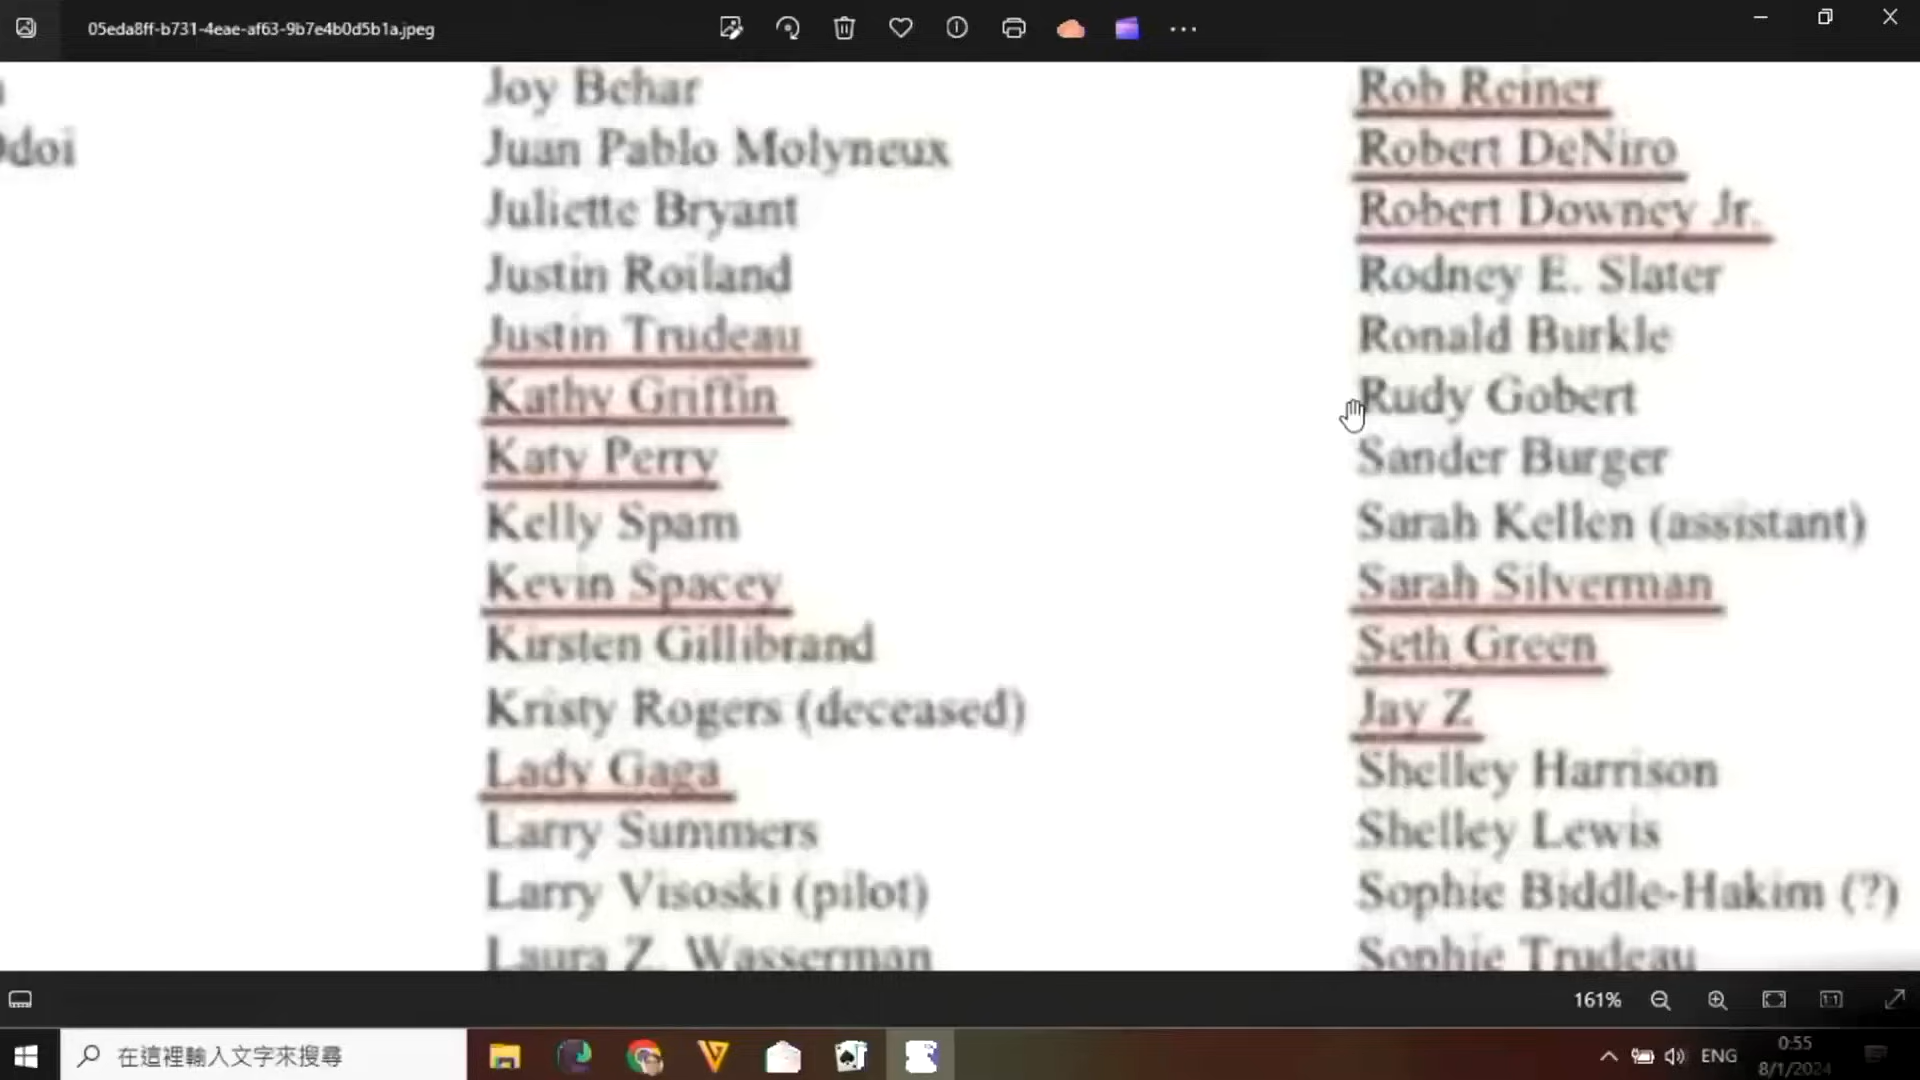 05eda8ff-b731-4eae-af63-9b7e4b0d5b1a.jpeg
Odoi
Joy Behar
Juan Pablo Molyneux
Juliette Bryant
Justin Roiland
Justin Trudeau
Kathy Griffin
Katy Perry
Kelly Spam
Kevin Spacey
Kirsten Gillibrand
Kristy Rogers (deceased)
Lady Gaga
Larry Summers
Larry Visoski (pilot)
Laura Z. Wasserman
Rob Reiner
Robert DeNiro
Robert Downey Jr.
Rodney E. Slater
Ronald Burkle
Rudy Gobert
Sander Burger
Sarah Kellen (assistant)
Sarah Silverman
Seth Green
Jay Z
Shelley Harrison
Shelley Lewis
Sophie Biddle-Hakim (?)
Sophie Trudeau
161%
在這裡輸入文字來搜尋
ENG
0:55
8/1/2024